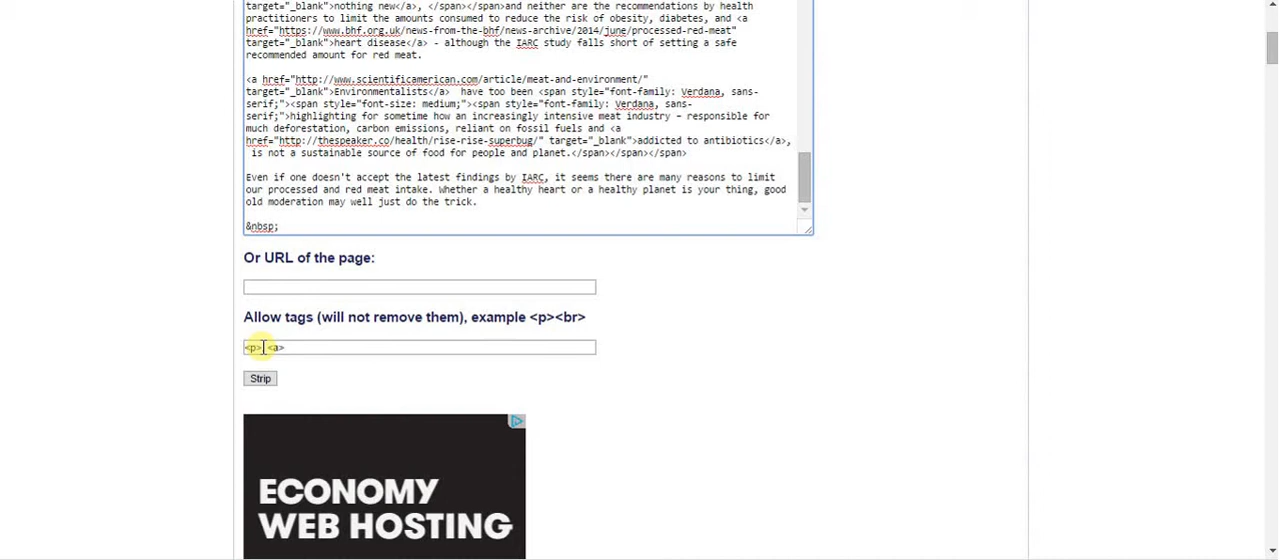 target="_blank">nothing new</a>, </span></span>and neither are the recommendations by health
practitioners to limit the amounts consumed to reduce the risk of obesity, diabetes, and <a
href="https://www.bhf.org.uk/news-from-the-bhf/news-archive/2014/june/processed-red-meat"
target="_blank">heart disease</a> - although the IARC study falls short of setting a safe
recommended amount for red meat.
<a href="http://www.scientificamerican.com/article/meat-and-environment/"
target="_blank">Environmentalists</a>  have too been <span style="font-family: Verdana, sans-
serif;"><span style="font-size: medium;"><span style="font-family: Verdana, sans-
serif;">highlighting for sometime how an increasingly intensive meat industry – responsible for
much deforestation, carbon emissions, reliant on fossil fuels and <a
href="http://thespeaker.co/health/rise-rise-superbug/" target="_blank">addicted to antibiotics</a>,
is not a sustainable source of food for people and planet.</span></span></span>
Even if one doesn't accept the latest findings by IARC, it seems there are many reasons to limit
our processed and red meat intake. Whether a healthy heart or a healthy planet is your thing, good
old moderation may well just do the trick.
&nbsp;
Or URL of the page:
Allow tags (will not remove them), example <p><br>
<p> <a>
Strip
ECONOMY
WEB HOSTING